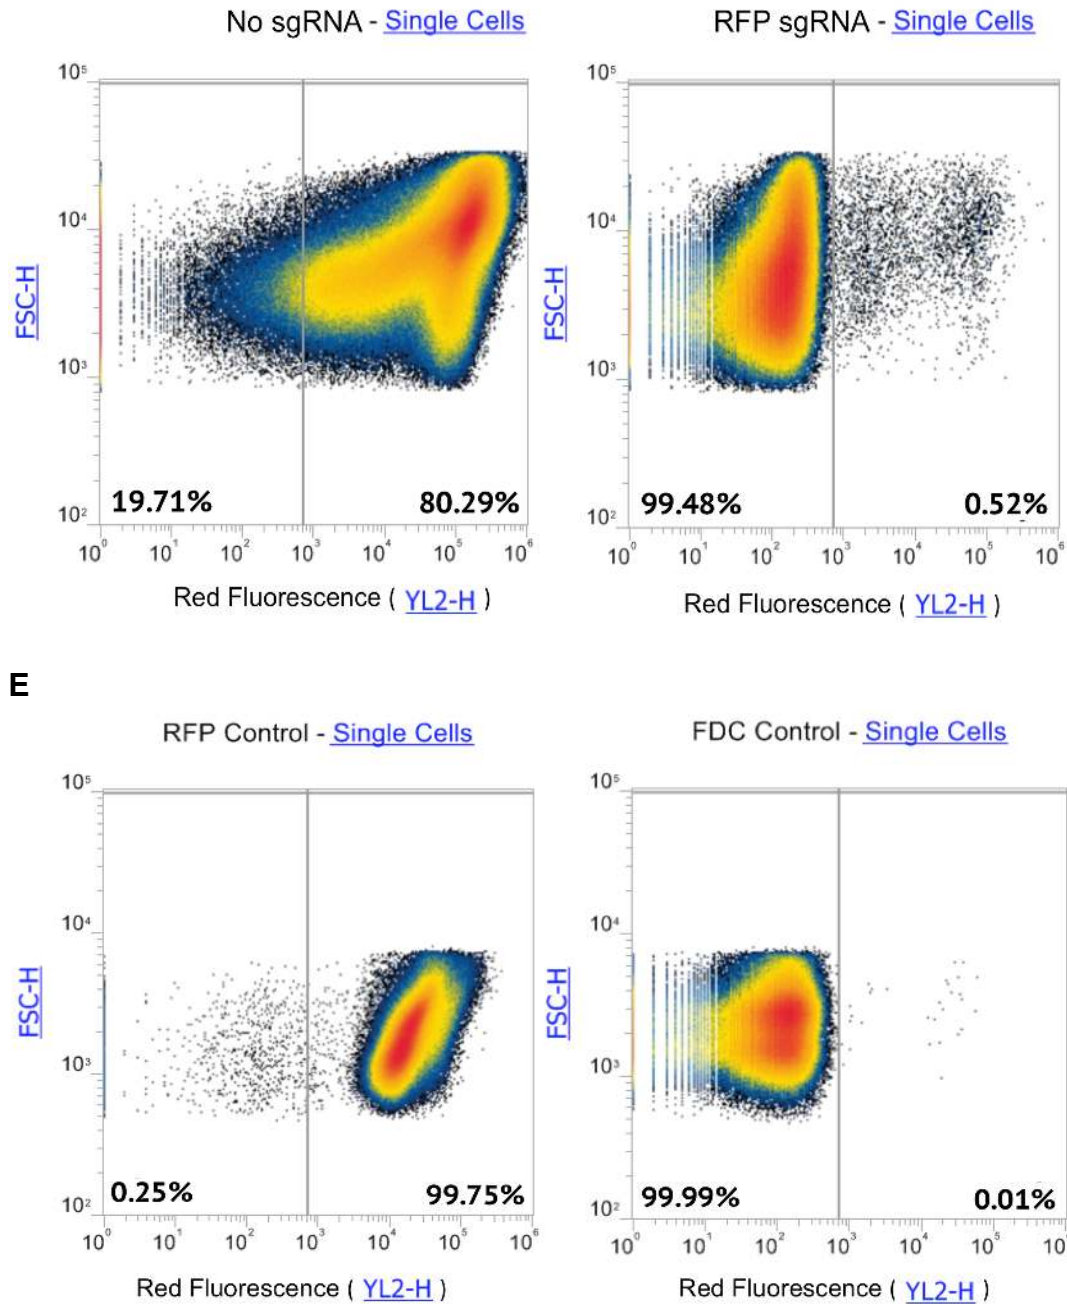 No sgRNA - Single Cells
RFP sgRNA - Single Cells
10⁵
10⁴
10³
10²
FSC-H
19.71%
80.29%
10⁰ 10¹ 10² 10³ 10⁴ 10⁵ 10⁶
Red Fluorescence ( YL2-H )
10⁵
10⁴
10³
10²
FSC-H
99.48%
0.52%
10⁰ 10¹ 10² 10³ 10⁴ 10⁵ 10⁶
Red Fluorescence ( YL2-H )
E
RFP Control - Single Cells
FDC Control - Single Cells
10⁵
10⁴
10³
10²
FSC-H
0.25%
99.75%
10⁰ 10¹ 10² 10³ 10⁴ 10⁵ 10⁶
Red Fluorescence ( YL2-H )
10⁵
10⁴
10³
10²
FSC-H
99.99%
0.01%
10⁰ 10¹ 10² 10³ 10⁴ 10⁵
Red Fluorescence ( YL2-H )